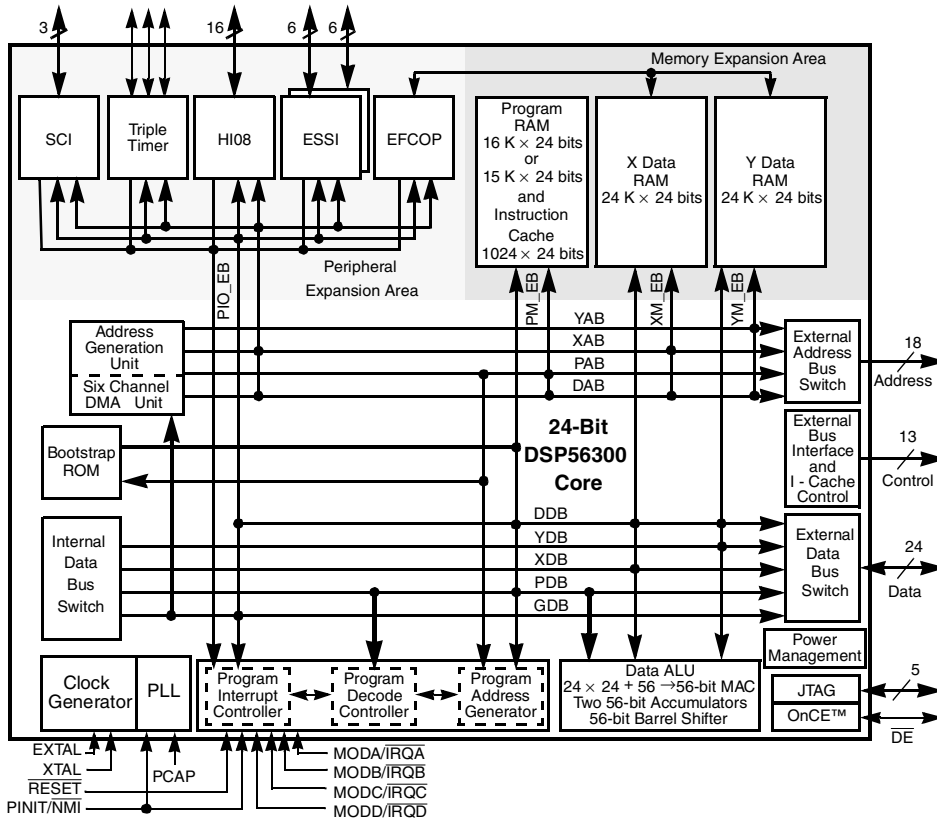 3
16
6
6
Memory Expansion Area
SCI
Triple
Timer
HI08
ESSI
EFCOP
Program
RAM
16 K × 24 bits
or
15 K × 24 bits
and
Instruction
Cache
1024 × 24 bits
X Data
RAM
24 K × 24 bits
Y Data
RAM
24 K × 24 bits
Peripheral
Expansion Area
PIO_EB
PM_EB
XM_EB
YM_EB
Address
Generation
Unit
Six Channel
DMA Unit
YAB
XAB
PAB
DAB
External
Address
Bus
Switch
18
Address
Bootstrap
ROM
24-Bit
DSP56300
Core
External
Bus
Interface
and
I - Cache
Control
13
Control
Internal
Data
Bus
Switch
DDB
YDB
XDB
PDB
GDB
External
Data
Bus
Switch
24
Data
Power
Management
Clock
Generator
PLL
Program
Interrupt
Controller
Program
Decode
Controller
Program
Address
Generator
Data ALU
24 × 24 + 56 →56-bit MAC
Two 56-bit Accumulators
56-bit Barrel Shifter
JTAG
OnCE™
5
DE
EXTAL
XTAL
RESET
PINIT/NMI
PCAP
MODA/IRQA
MODB/IRQB
MODC/IRQC
MODD/IRQD